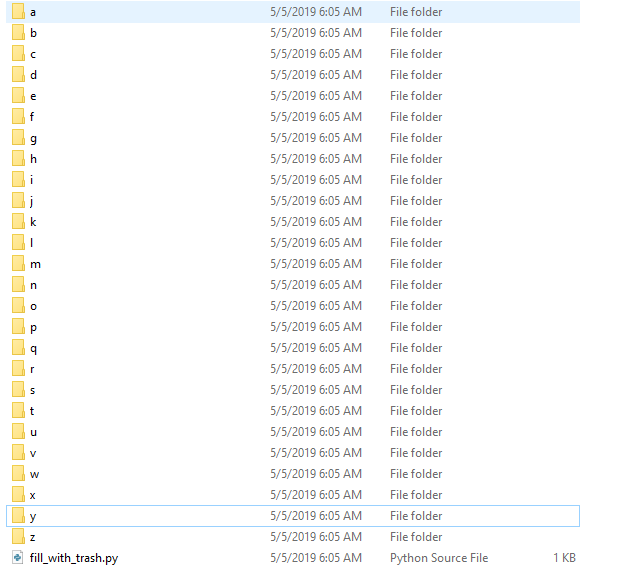 a 5/5/2019 6:05 AM File folder
b 5/5/2019 6:05 AM File folder
c 5/5/2019 6:05 AM File folder
d 5/5/2019 6:05 AM File folder
e 5/5/2019 6:05 AM File folder
f 5/5/2019 6:05 AM File folder
g 5/5/2019 6:05 AM File folder
h 5/5/2019 6:05 AM File folder
i 5/5/2019 6:05 AM File folder
j 5/5/2019 6:05 AM File folder
k 5/5/2019 6:05 AM File folder
l 5/5/2019 6:05 AM File folder
m 5/5/2019 6:05 AM File folder
n 5/5/2019 6:05 AM File folder
o 5/5/2019 6:05 AM File folder
p 5/5/2019 6:05 AM File folder
q 5/5/2019 6:05 AM File folder
r 5/5/2019 6:05 AM File folder
s 5/5/2019 6:05 AM File folder
t 5/5/2019 6:05 AM File folder
u 5/5/2019 6:05 AM File folder
v 5/5/2019 6:05 AM File folder
w 5/5/2019 6:05 AM File folder
x 5/5/2019 6:05 AM File folder
y 5/5/2019 6:05 AM File folder
z 5/5/2019 6:05 AM File folder
fill_with_trash.py 5/5/2019 6:05 AM Python Source File 1 KB